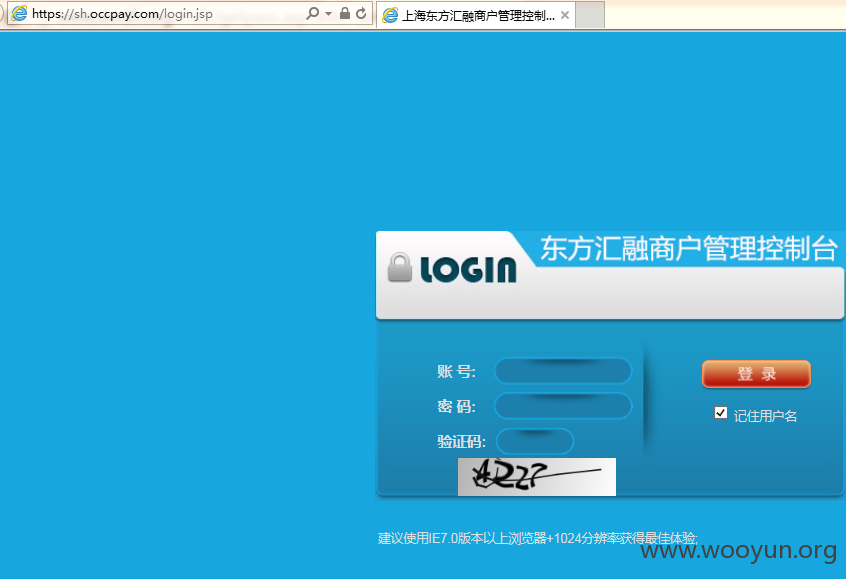 https://sh.occpay.com/login.jsp
上海东方汇融商户管理控制...
东方汇融商户管理控制台
LOGIN
账 号:
登 录
密 码:
记住用户名
验证码:
建议使用IE7.0版本以上浏览器+1024分辨率获得最佳体验;
www.wooyun.org